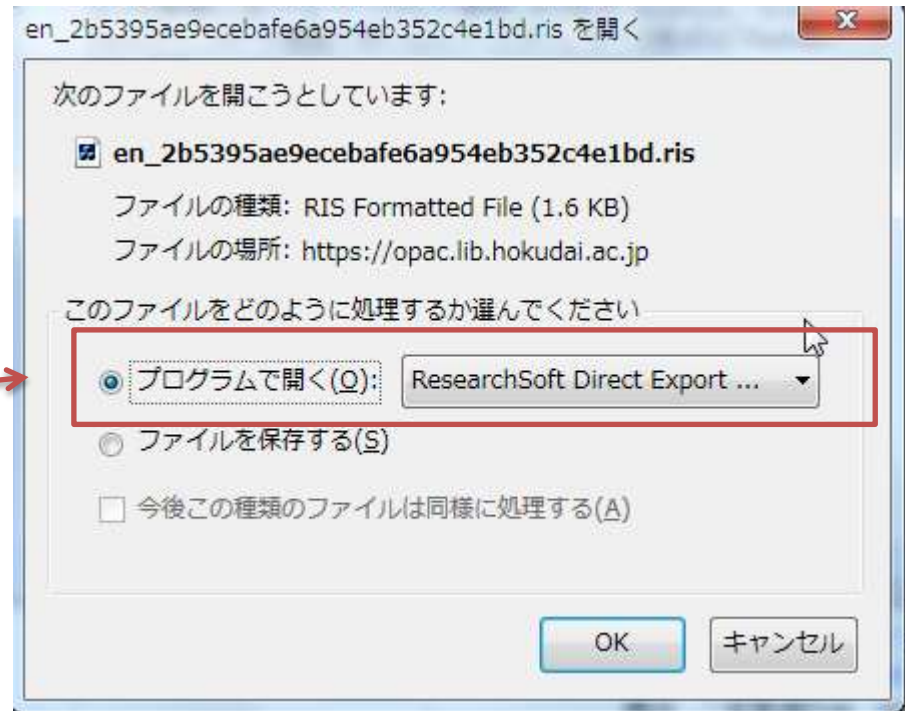 en_2b5395ae9ecebafe6a954eb352c4e1bd.ris を開く
次のファイルを開こうとしています:
en_2b5395ae9ecebafe6a954eb352c4e1bd.ris
ファイルの種類: RIS Formatted File (1.6 KB)
ファイルの場所: https://opac.lib.hokudai.ac.jp
このファイルをどのように処理するか選んでください
プログラムで開く(O): ResearchSoft Direct Export ...
ファイルを保存する(S)
今後この種類のファイルは同様に処理する(A)
OK キャンセル